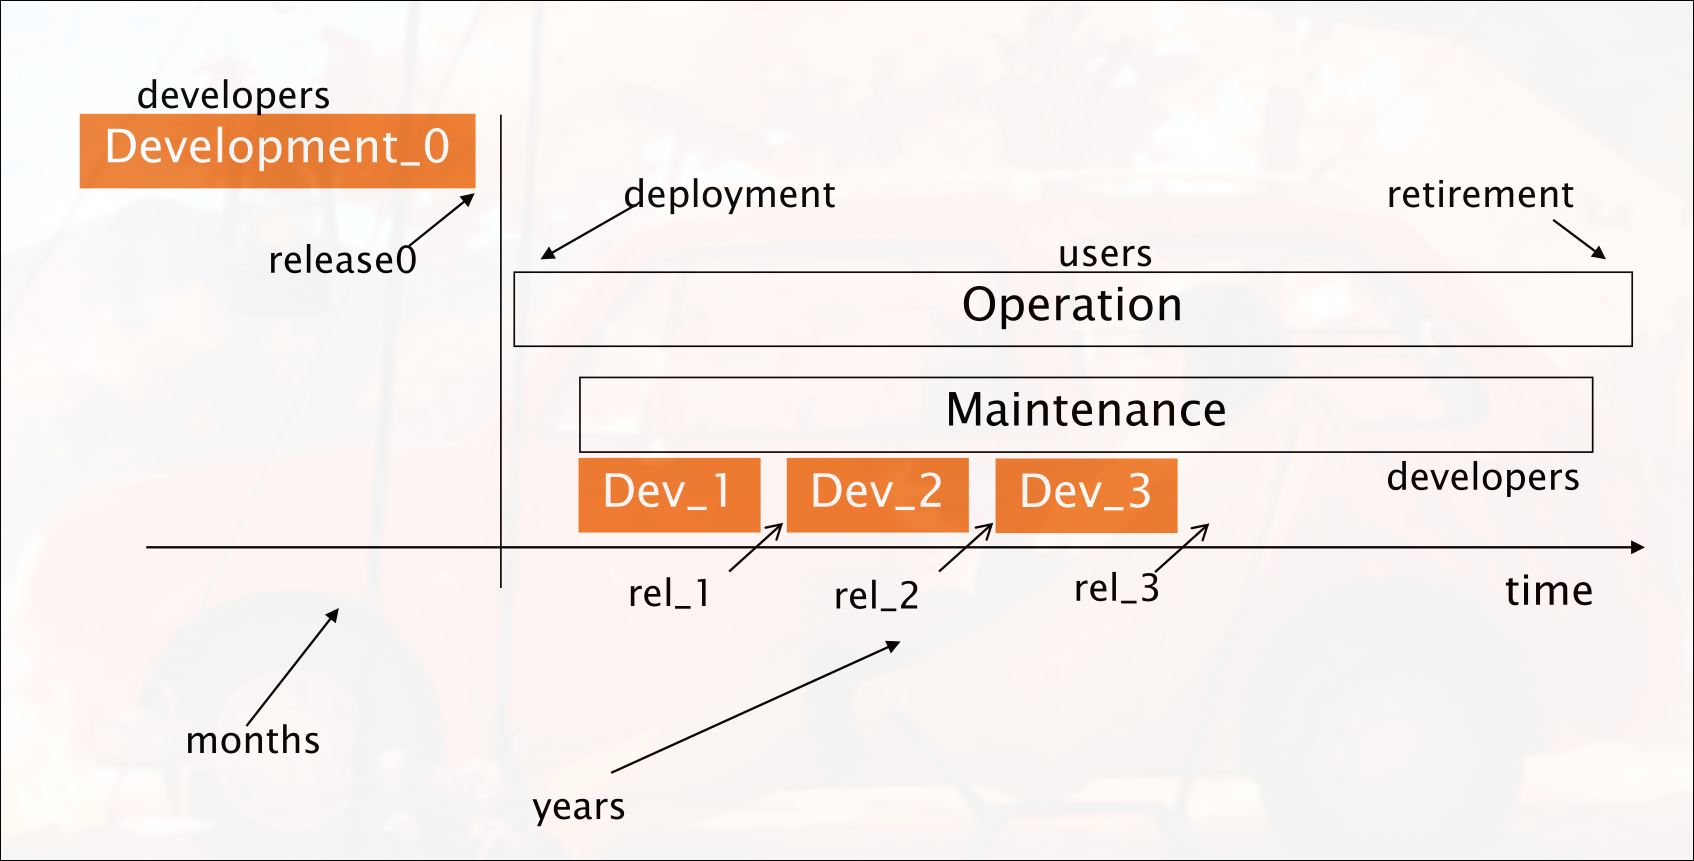 developers
Development_0
deployment
retirement
release0
users
Operation
Maintenance
Dev_1
Dev_2
Dev_3
developers
rel_1
rel_2
rel_3
time
months
years